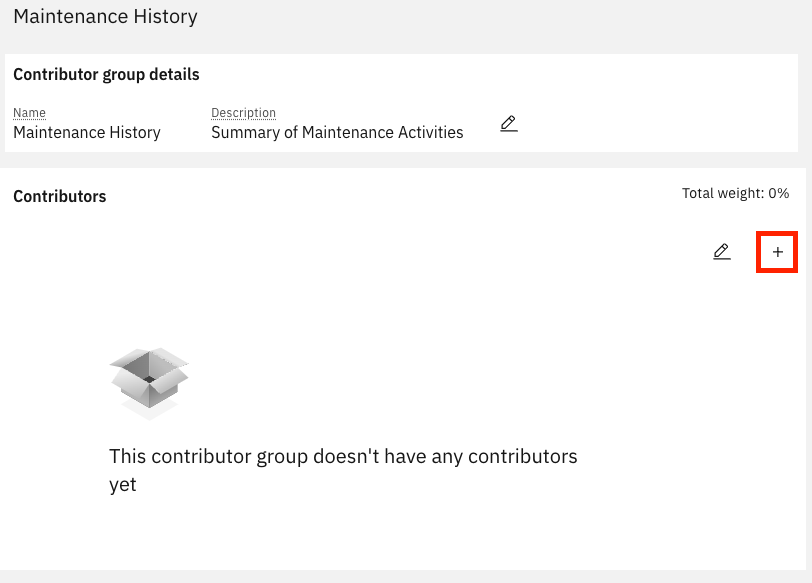 Maintenance History
Contributor group details
Name
Description
Maintenance History
Summary of Maintenance Activities
Contributors
Total weight: 0%
This contributor group doesn't have any contributors
yet